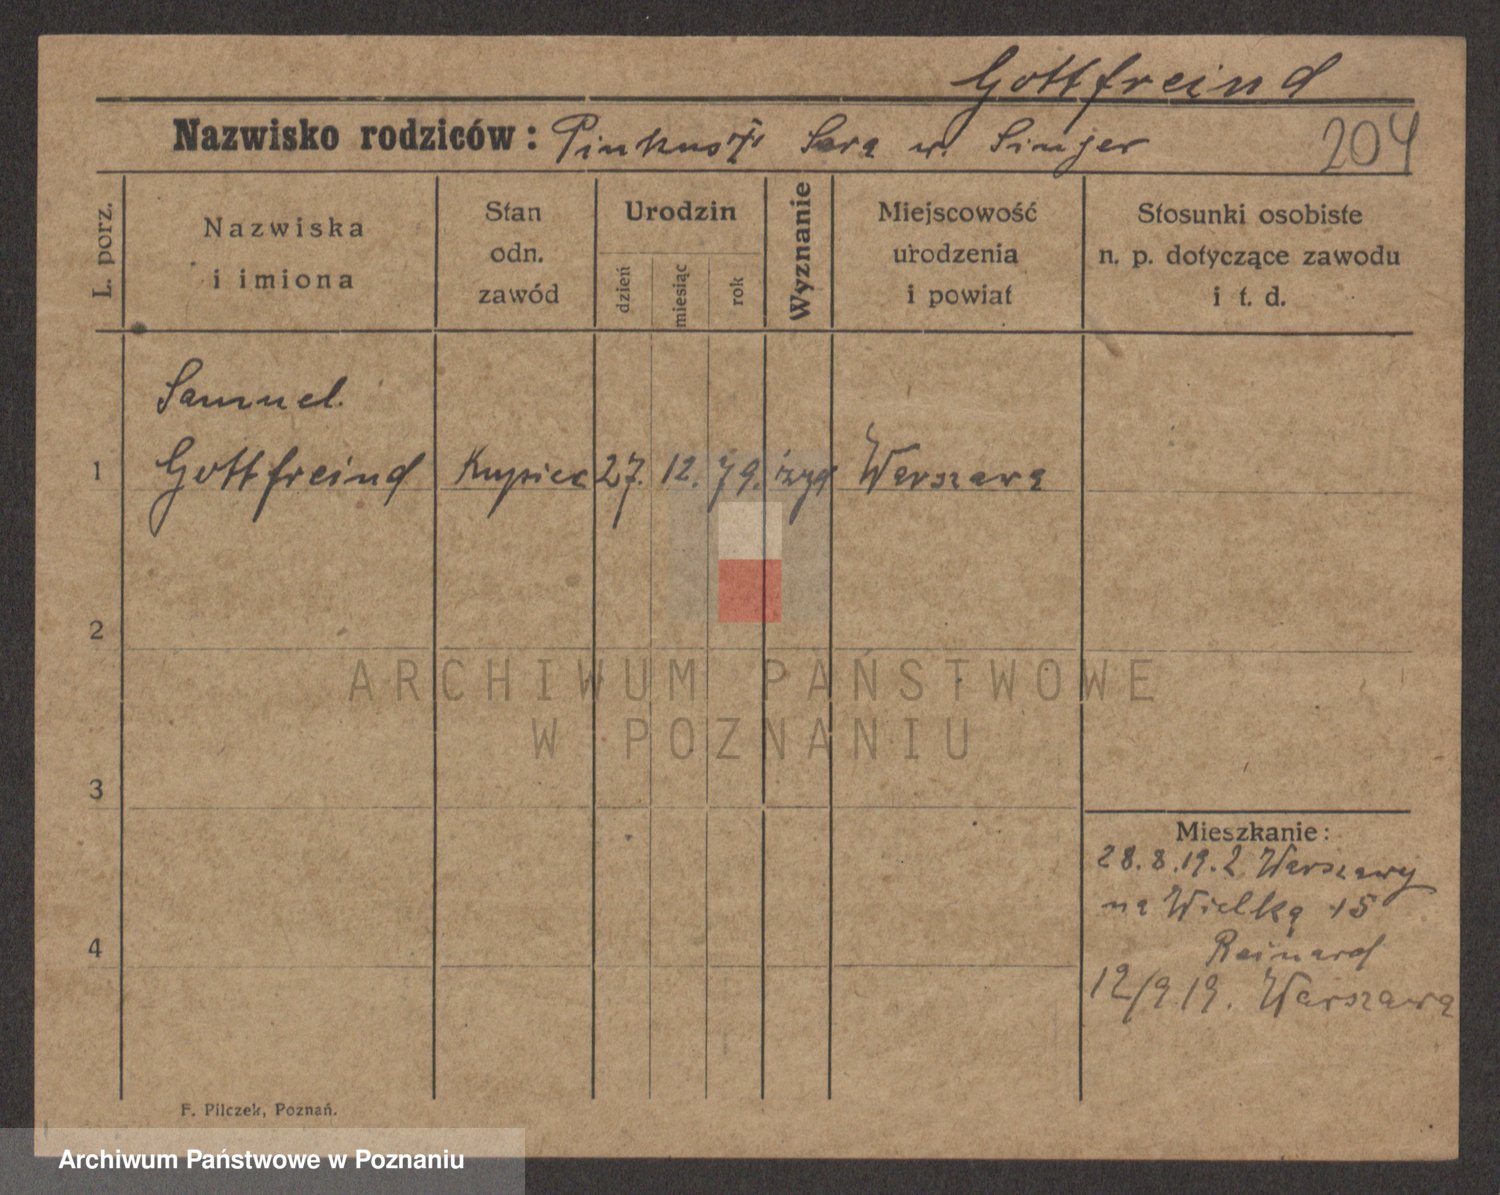 Gottfreind
Nazwisko rodziców: Pinkus Sara u. Sinjer
204
L. porz.
Nazwiska
i imiona
Stan
odn.
zawód
Urodzin
dzień
miesiąc
rok
Wyznanie
Miejscowość
urodzenia
i powiat
Stosunki osobiste
n. p. dotyczące zawodu
i t. d.
Samuel
1 Gottfreind Kupiec 27. 12. 79. żyd Warszawa
2
ARCHIWUM PAŃSTWOWE
W POZNANIU
3
Mieszkanie:
28.8.19. z Warszawy
na Wielką 15
Reinard
4
12/9 19. Warszawa
F. Pilczek, Poznań.
Archiwum Państwowe w Poznaniu